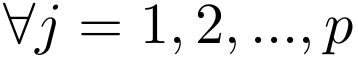 ∀j = 1, 2, ..., p